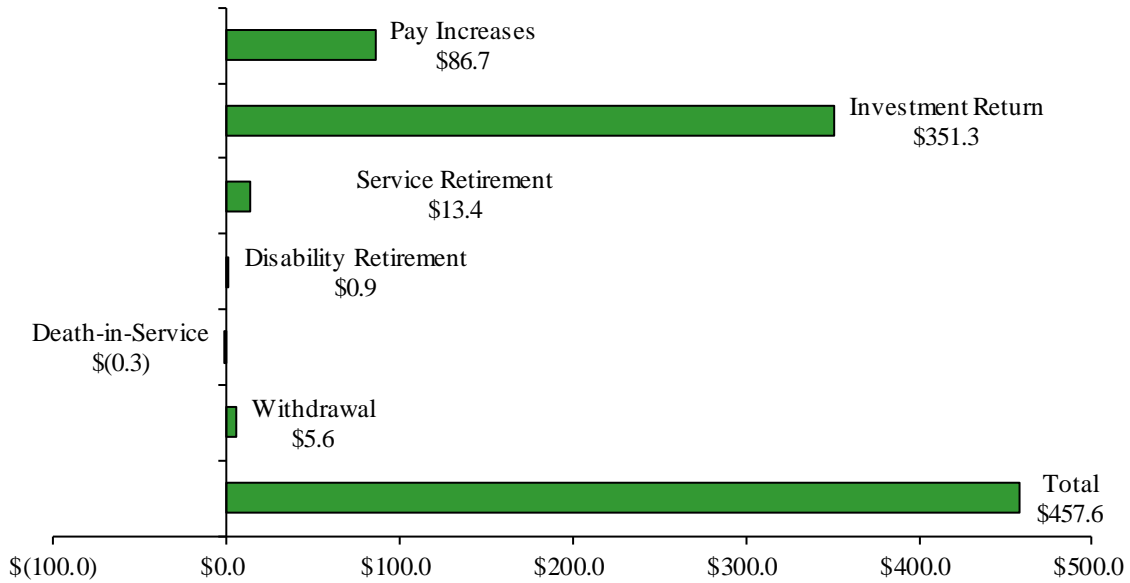 Pay Increases
$86.7
Investment Return
$351.3
Service Retirement
$13.4
Disability Retirement
$0.9
Death-in-Service
$(0.3)
Withdrawal
$5.6
Total
$457.6
$(100.0) $0.0 $100.0 $200.0 $300.0 $400.0 $500.0